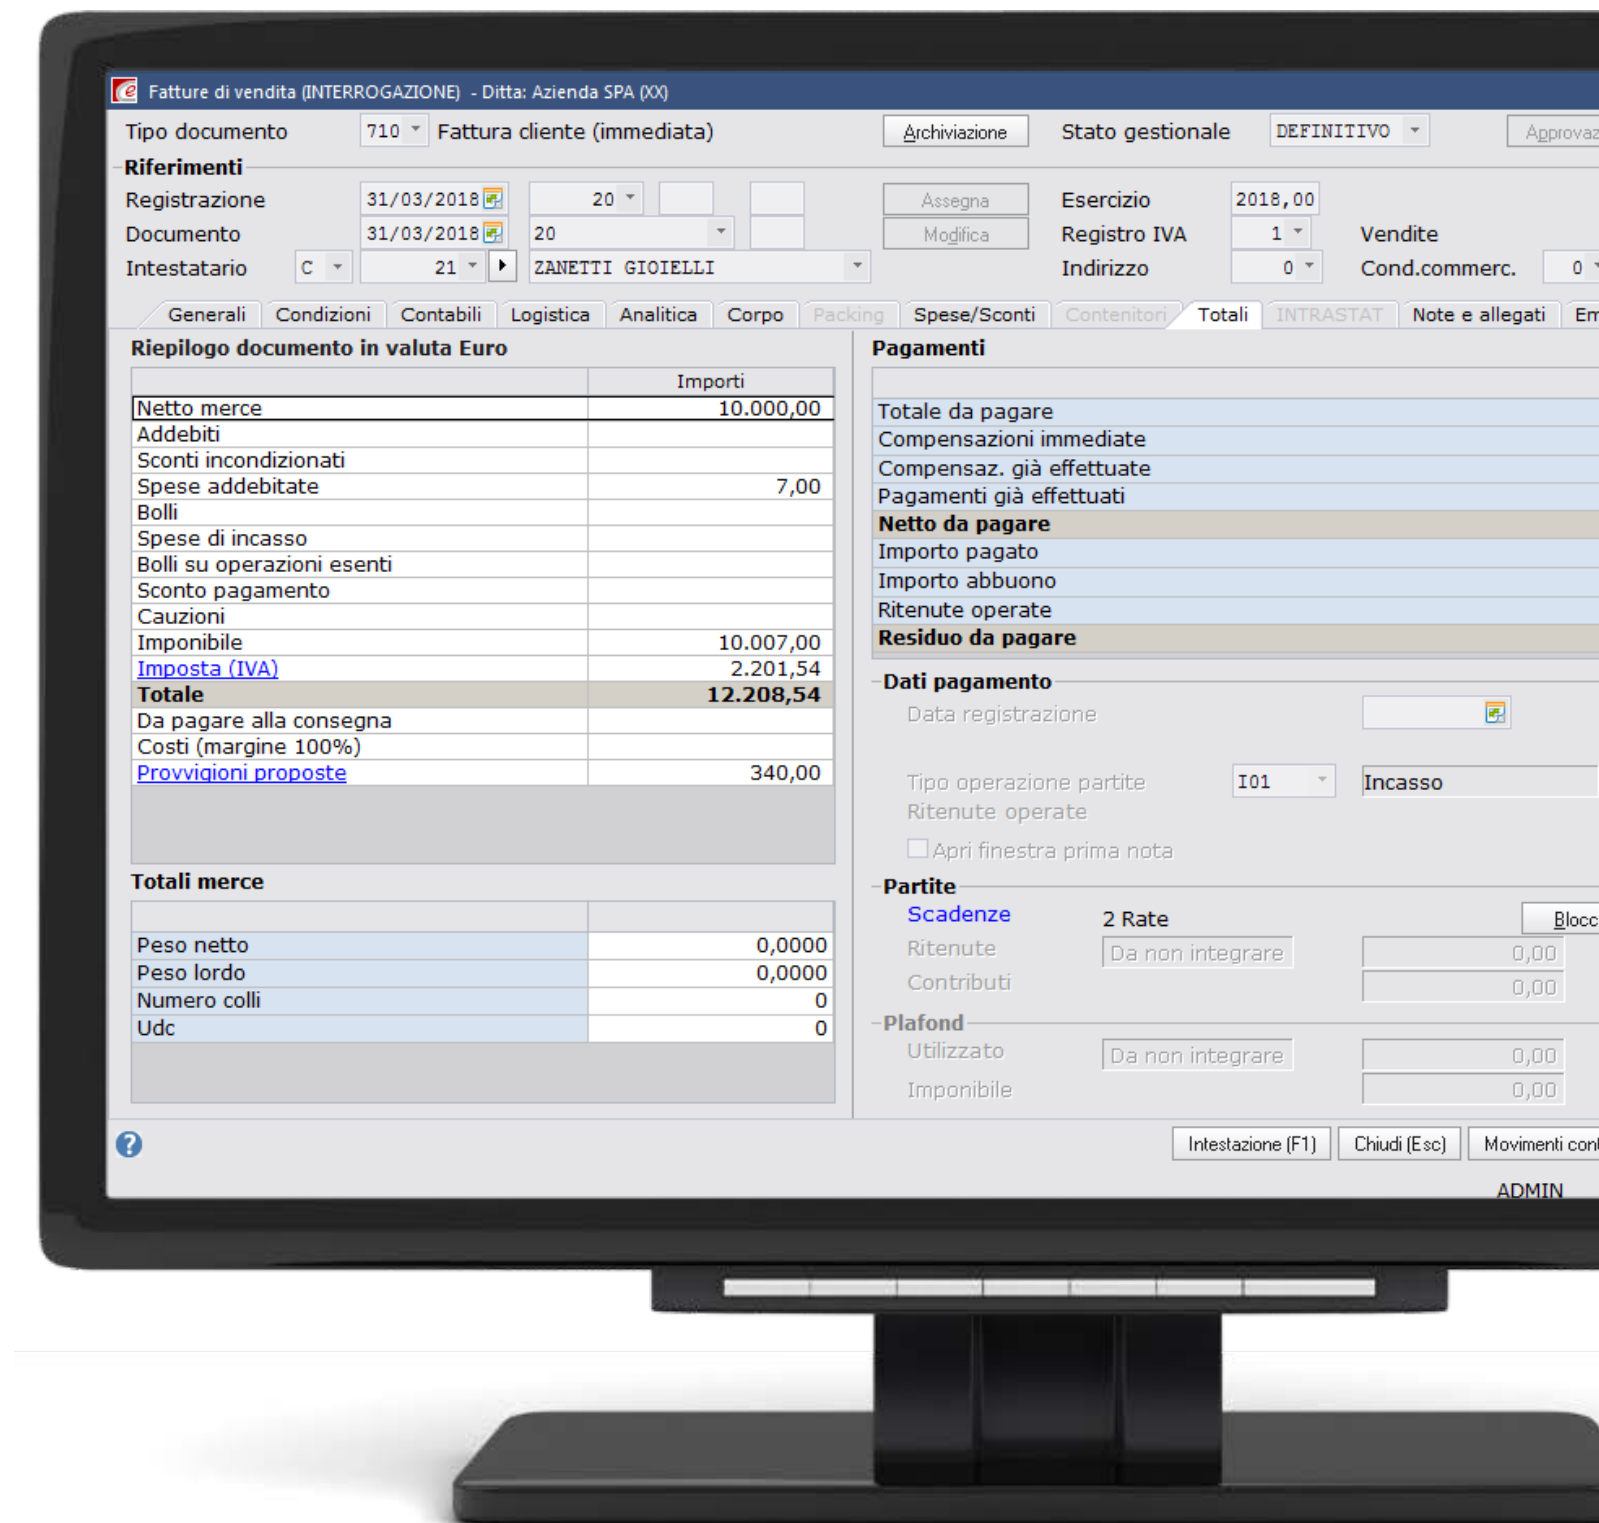 Fatture di vendita (INTERROGAZIONE) - Ditta: Azienda SPA (XX)
Tipo documento 710 Fattura cliente (immediata) Archiviazione Stato gestionale DEFINITIVO Approvaz
Riferimenti
Registrazione 31/03/2018 20 Assegna Esercizio 2018,00
Documento 31/03/2018 20 Modifica Registro IVA 1 Vendite
Intestatario C 21 ZANETTI GIOIELLI Indirizzo 0 Cond.commerc. 0
Generali Condizioni Contabili Logistica Analitica Corpo Packing Spese/Sconti Contenitori Totali INTRASTAT Note e allegati Em
Riepilogo documento in valuta Euro
Importi
Netto merce 10.000,00
Addebiti
Sconti incondizionati
Spese addebitate 7,00
Bolli
Spese di incasso
Bolli su operazioni esenti
Sconto pagamento
Cauzioni
Imponibile 10.007,00
Imposta (IVA) 2.201,54
Totale 12.208,54
Da pagare alla consegna
Costi (margine 100%)
Provvigioni proposte 340,00
Totali merce
Peso netto 0,0000
Peso lordo 0,0000
Numero colli 0
Udc 0
Pagamenti
Totale da pagare
Compensazioni immediate
Compensaz. già effettuate
Pagamenti già effettuati
Netto da pagare
Importo pagato
Importo abbuono
Ritenute operate
Residuo da pagare
Dati pagamento
Data registrazione
Tipo operazione partite I01 Incasso
Ritenute operate
Apri finestra prima nota
Partite
Scadenze 2 Rate Blocc
Ritenute Da non integrare 0,00
Contributi 0,00
Plafond
Utilizzato Da non integrare 0,00
Imponibile 0,00
Intestazione (F1) Chiudi (Esc) Movimenti cont
ADMIN